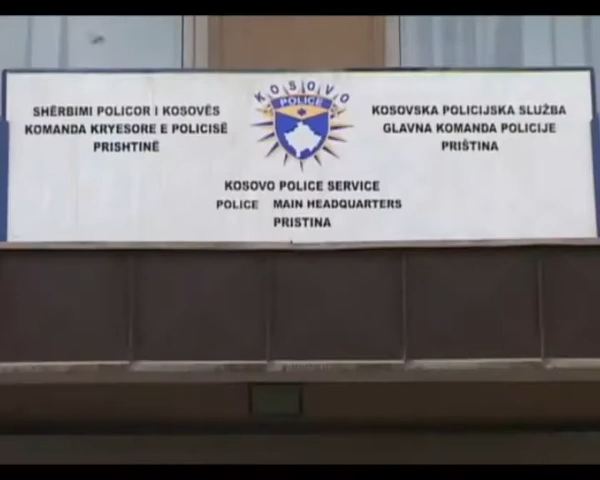 SHËRBIMI POLICOR I KOSOVËS
KOMANDA KRYESORE E POLICISË
PRISHTINË
KOSOVO
POLICE
KOSOVSKA POLICIJSKA SLUŽBA
GLAVNA KOMANDA POLICIJE
PRIŠTINA
KOSOVO POLICE SERVICE
POLICE MAIN HEADQUARTERS
PRISTINA